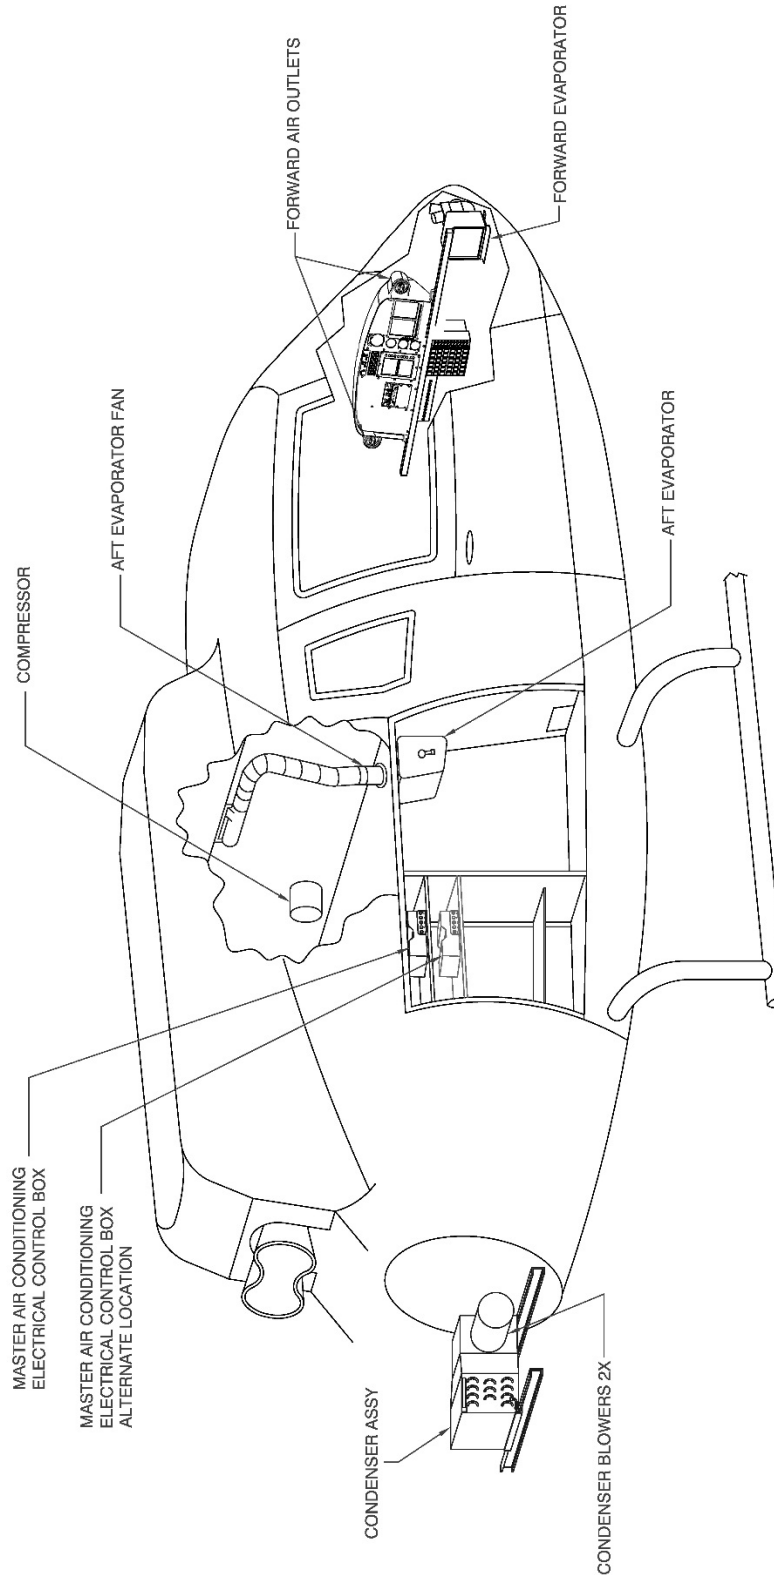 MASTER AIR CONDITIONING
ELECTRICAL CONTROL BOX
MASTER AIR CONDITIONING
ELECTRICAL CONTROL BOX
ALTERNATE LOCATION
COMPRESSOR
AFT EVAPORATOR FAN
FORWARD AIR OUTLETS
CONDENSER ASSY
CONDENSER BLOWERS 2X
AFT EVAPORATOR
FORWARD EVAPORATOR